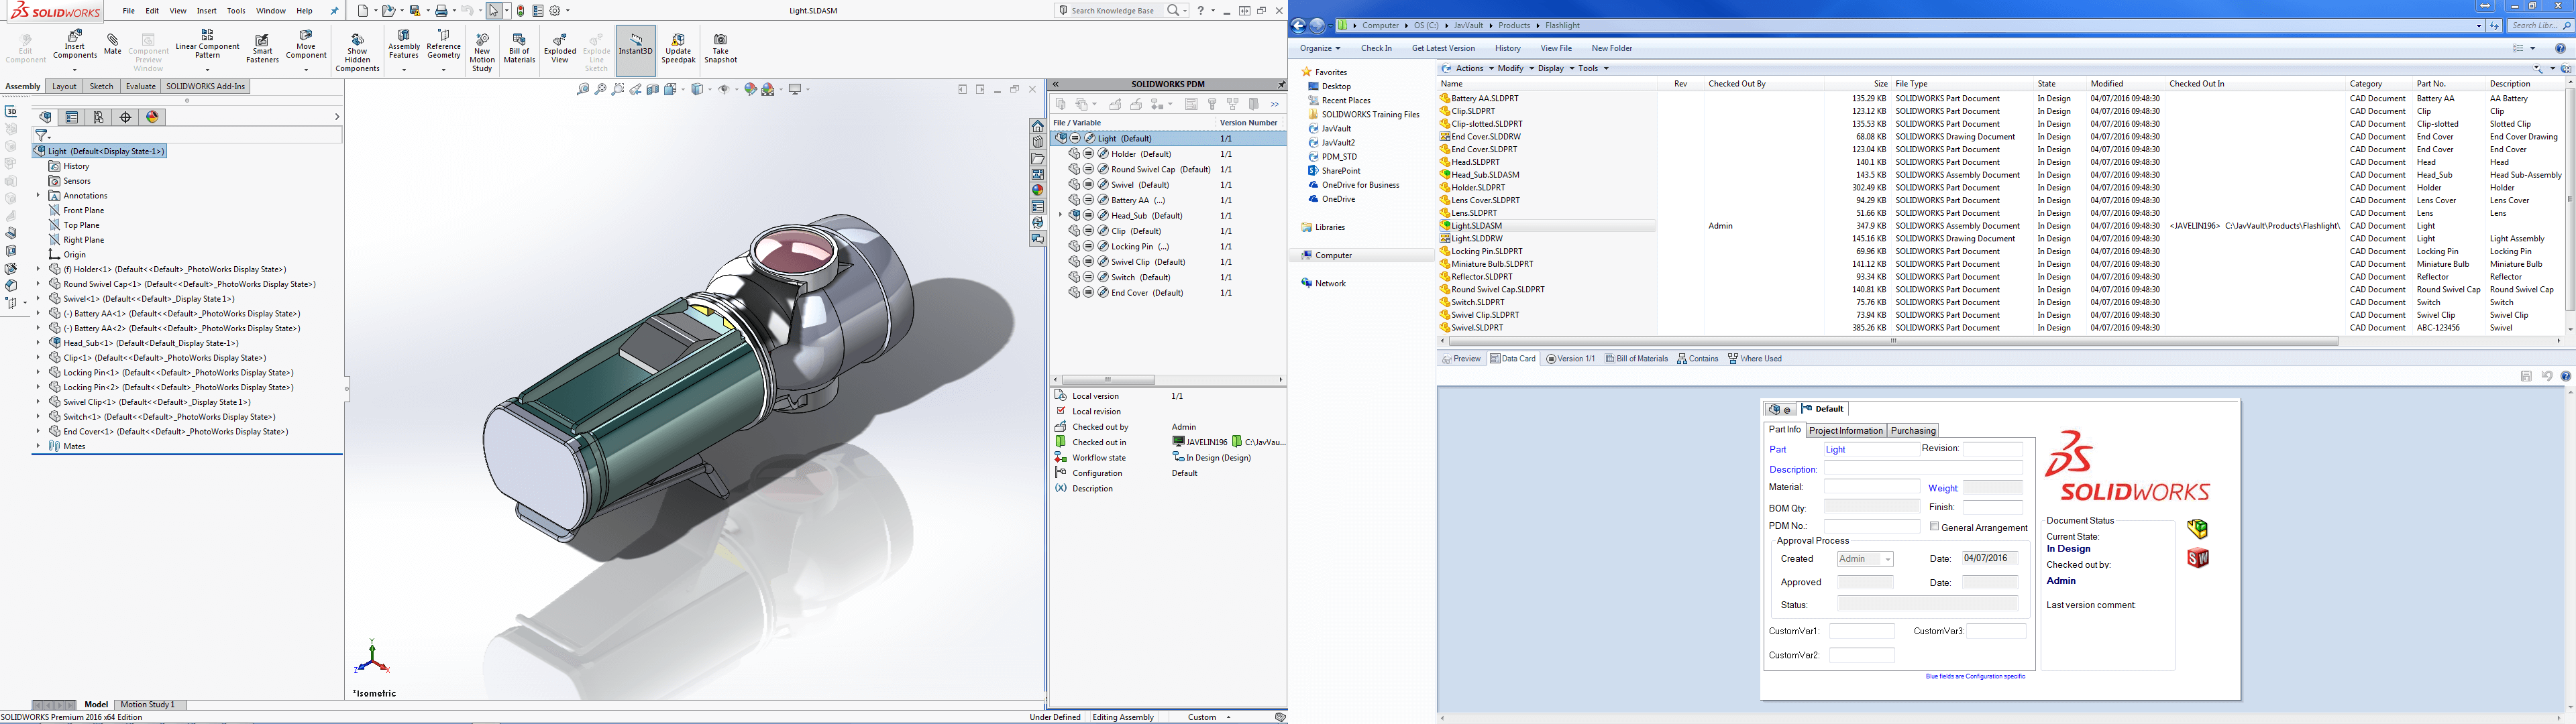 SOLIDWORKS
File Edit View Insert Tools Window Help
Light.SLDASM
Search Knowledge Base
Edit Component
Insert Components
Mate
Component Preview Window
Linear Component Pattern
Smart Fasteners
Move Component
Show Hidden Components
Assembly Features
Reference Geometry
New Motion Study
Bill of Materials
Exploded View
Explode Line Sketch
Instant3D
Update Speedpak
Take Snapshot
Assembly Layout Sketch Evaluate SOLIDWORKS Add-Ins
Light (Default<Display State-1>)
History
Sensors
Annotations
Front Plane
Top Plane
Right Plane
Origin
(f) Holder<1> (Default<<Default>_PhotoWorks Display State>)
Round Swivel Cap<1> (Default<<Default>_PhotoWorks Display State>)
Swivel<1> (Default<<Default>_Display State 1>)
(-) Battery AA<1> (Default<<Default>_PhotoWorks Display State>)
(-) Battery AA<2> (Default<<Default>_PhotoWorks Display State>)
Head_Sub<1> (Default<Default_Display State-1>)
Clip<1> (Default<<Default>_PhotoWorks Display State>)
Locking Pin<1> (Default<<Default>_PhotoWorks Display State>)
Locking Pin<2> (Default<<Default>_PhotoWorks Display State>)
Swivel Clip<1> (Default<<Default>_Display State 1>)
Switch<1> (Default<<Default>_PhotoWorks Display State>)
End Cover<1> (Default<<Default>_PhotoWorks Display State>)
Mates
Y
Z X
*Isometric
Model Motion Study 1
SOLIDWORKS Premium 2016 x64 Edition
Under Defined Editing Assembly Custom
SOLIDWORKS PDM
File / Variable Version Number
Light (Default) 1/1
Holder (Default) 1/1
Round Swivel Cap (Default) 1/1
Swivel (Default) 1/1
Battery AA (...) 1/1
Head_Sub (Default) 1/1
Clip (Default) 1/1
Locking Pin (...) 1/1
Swivel Clip (Default) 1/1
Switch (Default) 1/1
End Cover (Default) 1/1
Local version 1/1
Local revision
Checked out by Admin
Checked out in JAVELIN196 C:\JavVau...
Workflow state In Design (Design)
Configuration Default
(x) Description
Computer OS (C:) JavVault Products Flashlight
Search Libr...
Organize Check In Get Latest Version History View File New Folder
Favorites
Desktop
Recent Places
SOLIDWORKS Training Files
JavVault
JavVault2
PDM_STD
SharePoint
OneDrive for Business
OneDrive
Libraries
Computer
Network
Actions Modify Display Tools
Name Rev Checked Out By Size File Type State Modified Checked Out In Category Part No. Description
Battery AA.SLDPRT 135.29 KB SOLIDWORKS Part Document In Design 04/07/2016 09:48:30 CAD Document Battery AA AA Battery
Clip.SLDPRT 123.12 KB SOLIDWORKS Part Document In Design 04/07/2016 09:48:30 CAD Document Clip Clip
Clip-slotted.SLDPRT 135.53 KB SOLIDWORKS Part Document In Design 04/07/2016 09:48:30 CAD Document Clip-slotted Slotted Clip
End Cover.SLDDRW 68.08 KB SOLIDWORKS Drawing Document In Design 04/07/2016 09:48:30 CAD Document End Cover End Cover Drawing
End Cover.SLDPRT 123.04 KB SOLIDWORKS Part Document In Design 04/07/2016 09:48:30 CAD Document End Cover End Cover
Head.SLDPRT 140.1 KB SOLIDWORKS Part Document In Design 04/07/2016 09:48:30 CAD Document Head Head
Head_Sub.SLDASM 143.5 KB SOLIDWORKS Assembly Document In Design 04/07/2016 09:48:30 CAD Document Head_Sub Head Sub-Assembly
Holder.SLDPRT 302.49 KB SOLIDWORKS Part Document In Design 04/07/2016 09:48:30 CAD Document Holder Holder
Lens Cover.SLDPRT 94.29 KB SOLIDWORKS Part Document In Design 04/07/2016 09:48:30 CAD Document Lens Cover Lens Cover
Lens.SLDPRT 51.66 KB SOLIDWORKS Part Document In Design 04/07/2016 09:48:30 CAD Document Lens Lens
Light.SLDASM Admin 347.9 KB SOLIDWORKS Assembly Document In Design 04/07/2016 09:48:30 <JAVELIN196> C:\JavVault\Products\Flashlight\ CAD Document Light
Light.SLDDRW 145.16 KB SOLIDWORKS Drawing Document In Design 04/07/2016 09:48:30 CAD Document Light Light Assembly
Locking Pin.SLDPRT 69.96 KB SOLIDWORKS Part Document In Design 04/07/2016 09:48:30 CAD Document Locking Pin Locking Pin
Miniature Bulb.SLDPRT 141.12 KB SOLIDWORKS Part Document In Design 04/07/2016 09:48:30 CAD Document Miniature Bulb Miniature Bulb
Reflector.SLDPRT 93.34 KB SOLIDWORKS Part Document In Design 04/07/2016 09:48:30 CAD Document Reflector Reflector
Round Swivel Cap.SLDPRT 140.81 KB SOLIDWORKS Part Document In Design 04/07/2016 09:48:30 CAD Document Round Swivel Cap Round Swivel Cap
Switch.SLDPRT 75.76 KB SOLIDWORKS Part Document In Design 04/07/2016 09:48:30 CAD Document Switch Switch
Swivel Clip.SLDPRT 73.94 KB SOLIDWORKS Part Document In Design 04/07/2016 09:48:30 CAD Document Swivel Clip Swivel Clip
Swivel.SLDPRT 385.26 KB SOLIDWORKS Part Document In Design 04/07/2016 09:48:30 CAD Document ABC-123456 Swivel
Preview Data Card Version 1/1 Bill of Materials Contains Where Used
@ Default
Part Info Project Information Purchasing
Part Light Revision:
Description:
Material: Weight:
BOM Qty: Finish:
PDM No.: General Arrangement
Approval Process
Created Admin Date: 04/07/2016
Approved Date:
Status:
CustomVar1: CustomVar3:
CustomVar2:
Blue fields are Configuration specific
SOLIDWORKS
Document Status
Current State:
In Design
Checked out by:
Admin
Last version comment:
SW